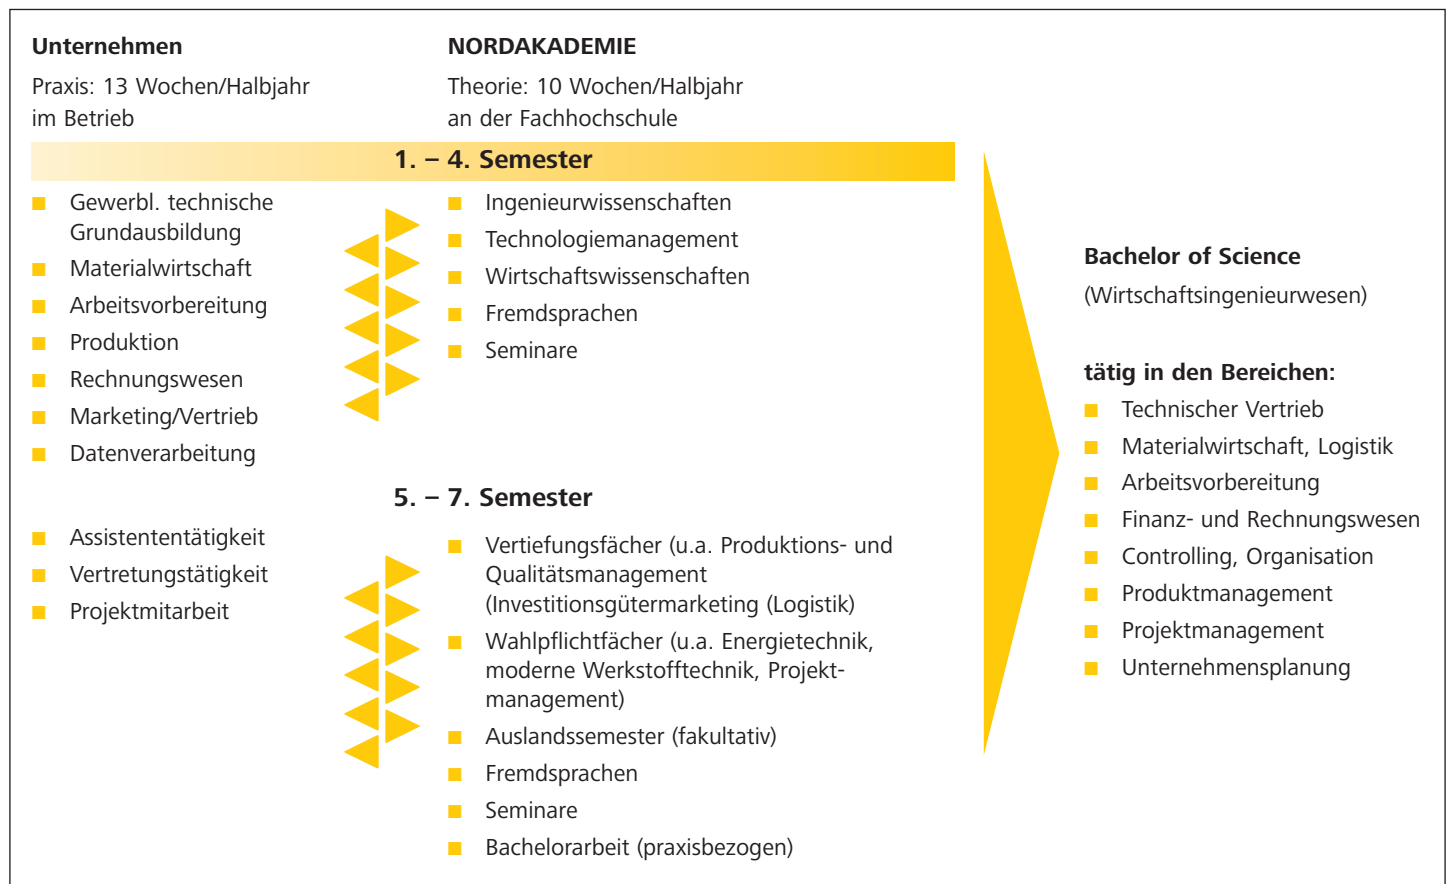 Unternehmen
Praxis: 13 Wochen/Halbjahr
im Betrieb
NORDAKADEMIE
Theorie: 10 Wochen/Halbjahr
an der Fachhochschule
1. – 4. Semester
Gewerbl. technische
Grundausbildung
Materialwirtschaft
Arbeitsvorbereitung
Produktion
Rechnungswesen
Marketing/Vertrieb
Datenverarbeitung
Ingenieurwissenschaften
Technologiemanagement
Wirtschaftswissenschaften
Fremdsprachen
Seminare
5. – 7. Semester
Assistententätigkeit
Vertretungstätigkeit
Projektmitarbeit
Vertiefungsfächer (u.a. Produktions- und
Qualitätsmanagement
(Investitionsgütermarketing (Logistik)
Wahlpflichtfächer (u.a. Energietechnik,
moderne Werkstofftechnik, Projekt-
management)
Auslandssemester (fakultativ)
Fremdsprachen
Seminare
Bachelorarbeit (praxisbezogen)
Bachelor of Science
(Wirtschaftsingenieurwesen)
tätig in den Bereichen:
Technischer Vertrieb
Materialwirtschaft, Logistik
Arbeitsvorbereitung
Finanz- und Rechnungswesen
Controlling, Organisation
Produktmanagement
Projektmanagement
Unternehmensplanung